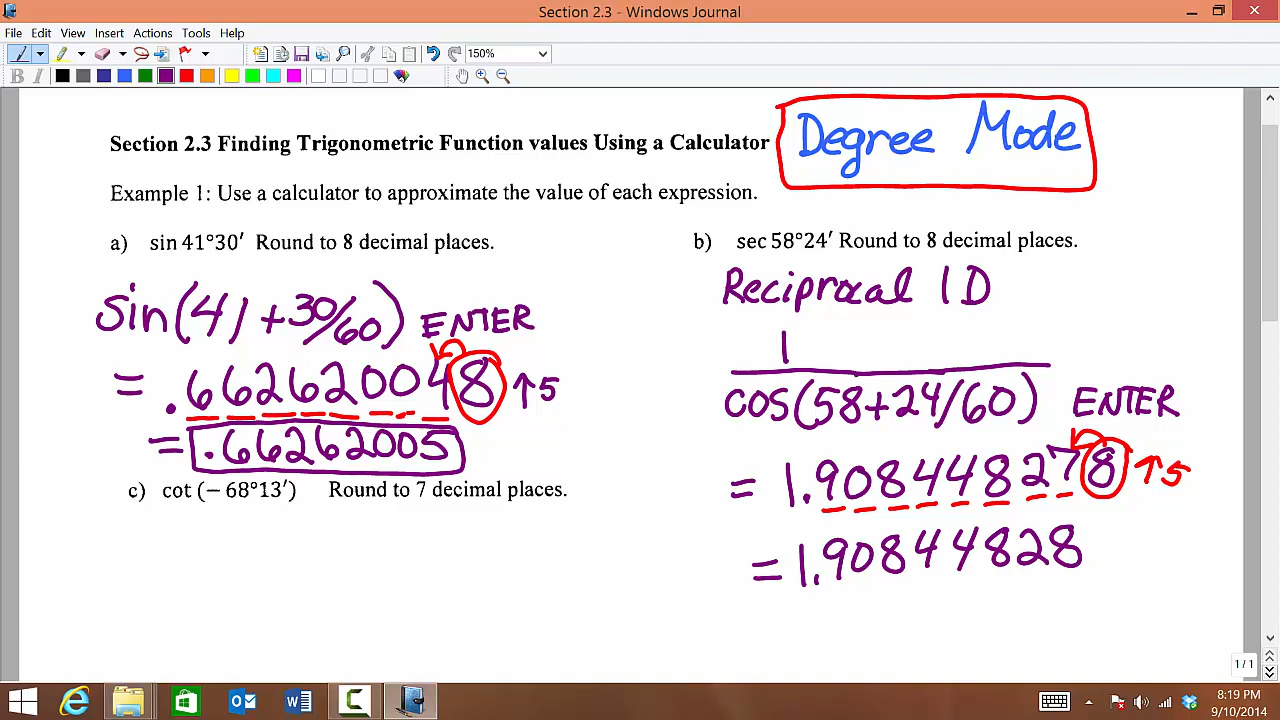 Section 2.3 - Windows Journal
File Edit View Insert Actions Tools Help
150%
B I
Section 2.3 Finding Trigonometric Function values Using a Calculator
Degree Mode
Example 1: Use a calculator to approximate the value of each expression.
a) sin 41°30′ Round to 8 decimal places.
sin(41 +30/60) ENTER
= .662620048 ↑5
= .66262005
b) sec 58°24′ Round to 8 decimal places.
Reciprocal ID
1
cos(58+24/60) ENTER
= 1.908448278 ↑5
= 1.90844828
c) cot (− 68°13′) Round to 7 decimal places.
1/1
8:19 PM
9/10/2014